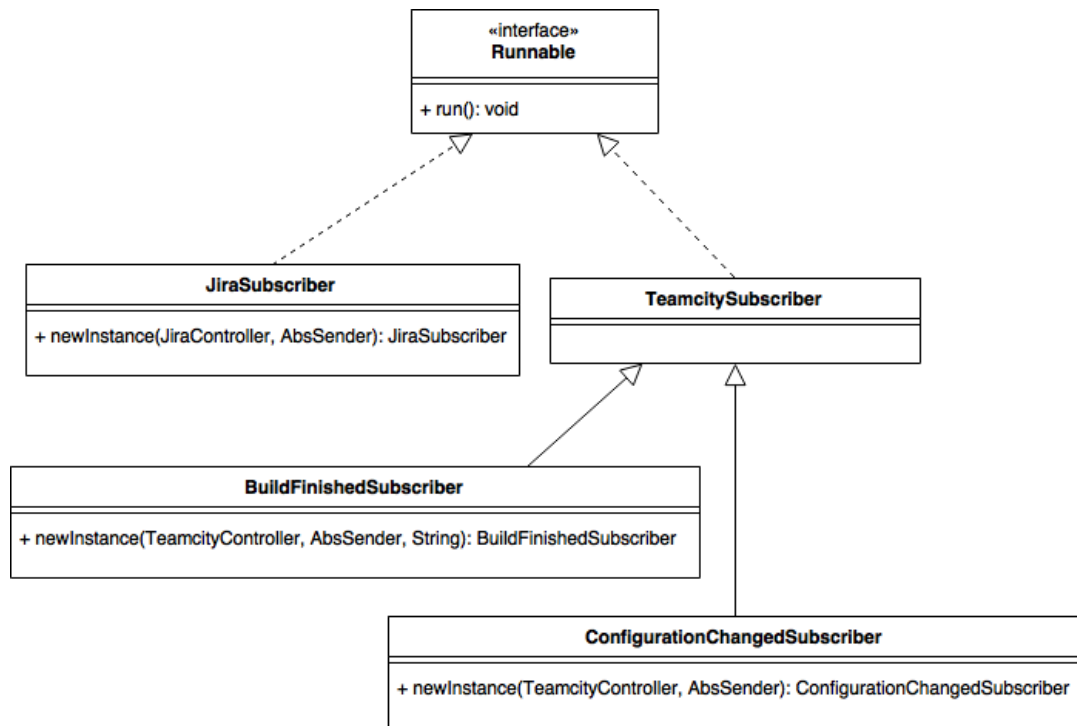 «interface»
Runnable
+ run(): void
JiraSubscriber
+ newInstance(JiraController, AbsSender): JiraSubscriber
TeamcitySubscriber
BuildFinishedSubscriber
+ newInstance(TeamcityController, AbsSender, String): BuildFinishedSubscriber
ConfigurationChangedSubscriber
+ newInstance(TeamcityController, AbsSender): ConfigurationChangedSubscriber